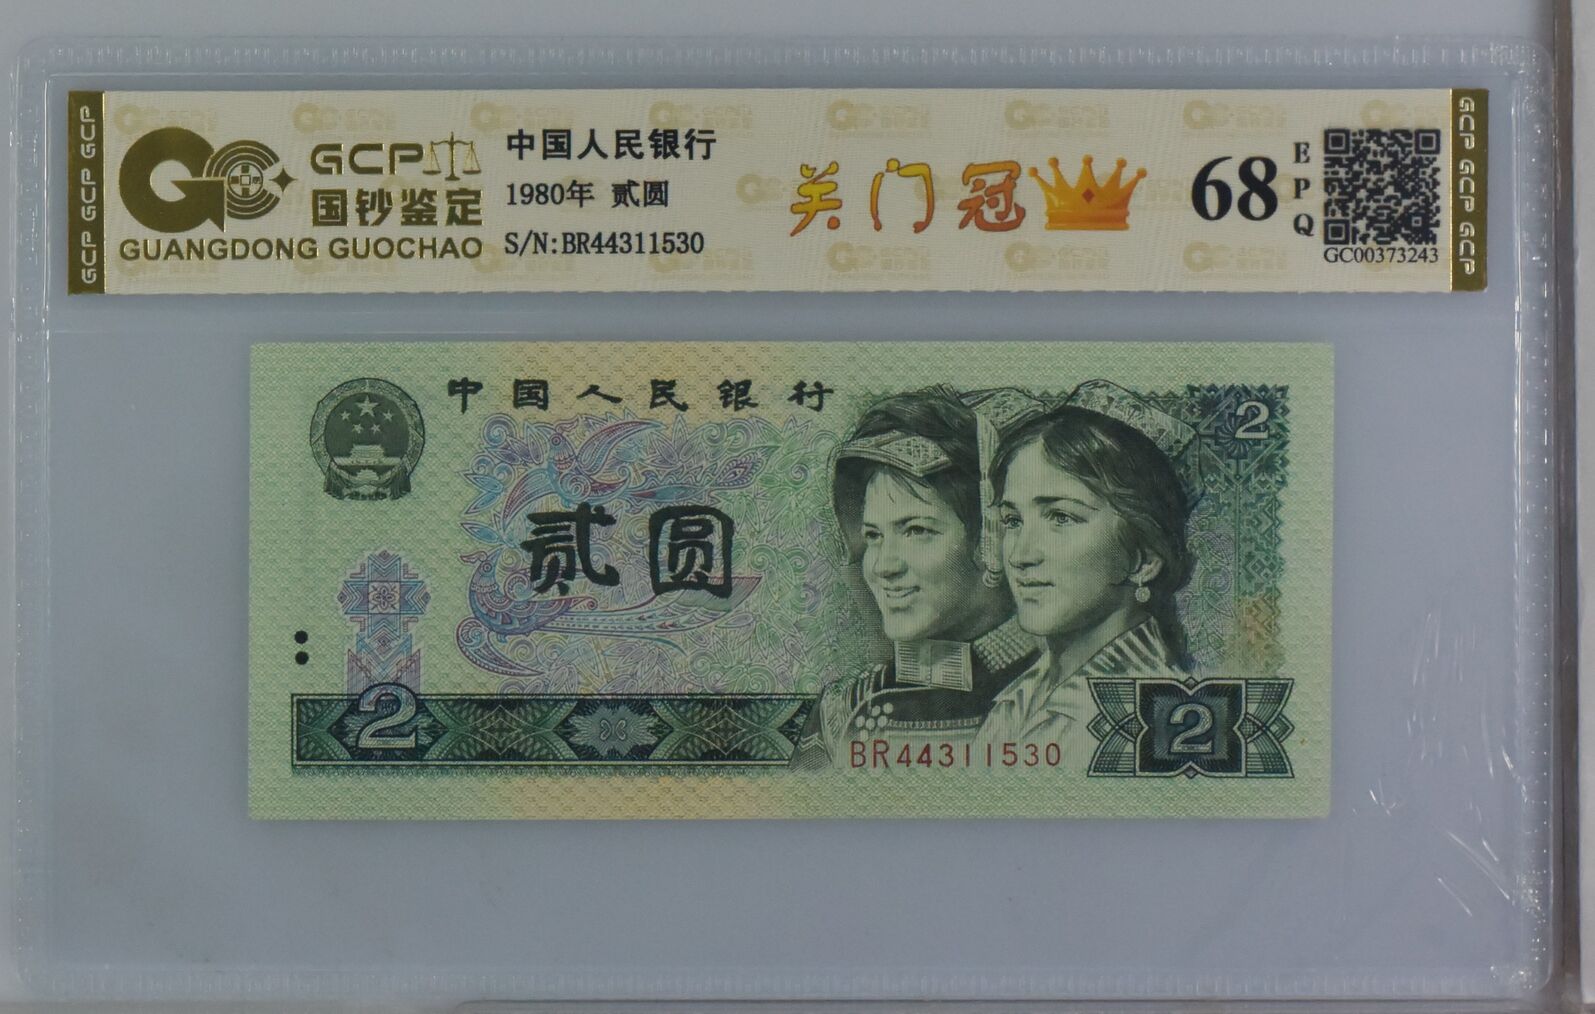 GCP GCP GCP
GCP
国钞鉴定
GUANGDONG GUOCHAO
中国人民银行
1980年 贰圆
S/N:BR44311530
关门冠
68
EPQ
GC00373243
GCP GCP GCP
中国人民银行
2
贰圆
2
BR44311530
2